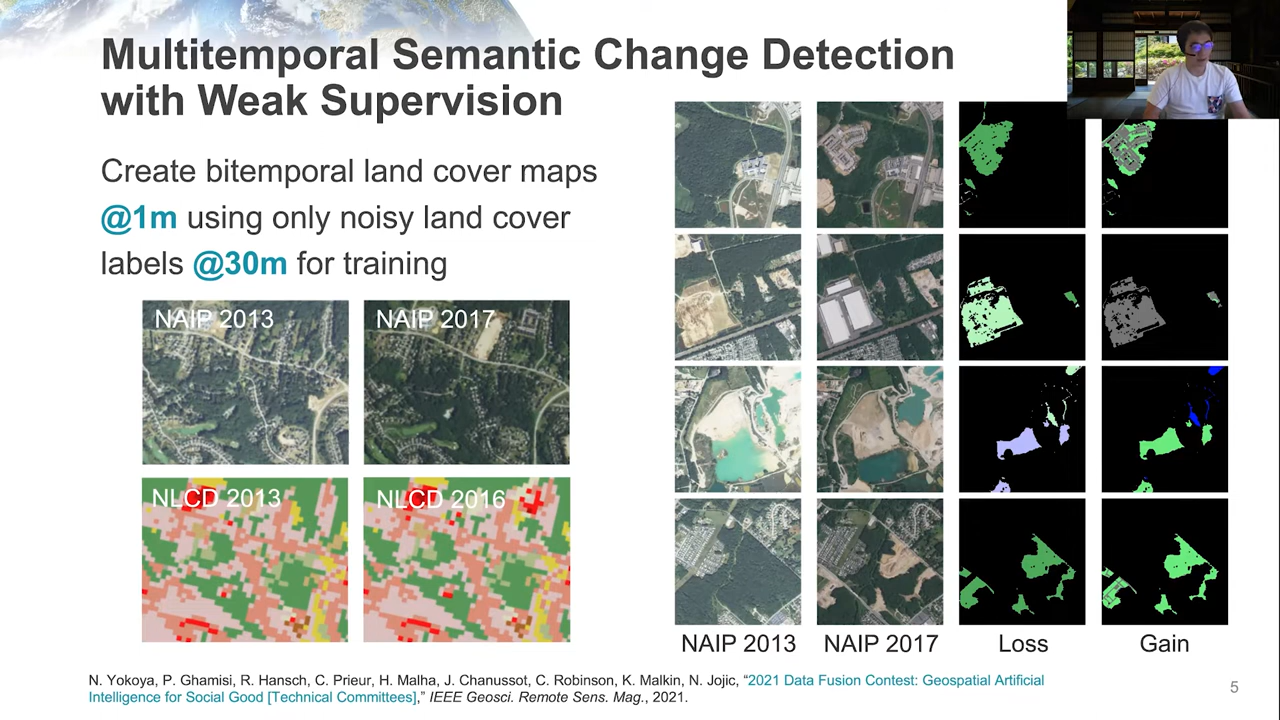 Multitemporal Semantic Change Detection
with Weak Supervision
Create bitemporal land cover maps
@1m using only noisy land cover
labels @30m for training
NAIP 2013
NAIP 2017
NLCD 2013
NLCD 2016
NAIP 2013
NAIP 2017
Loss
Gain
N. Yokoya, P. Ghamisi, R. Hansch, C. Prieur, H. Malha, J. Chanussot, C. Robinson, K. Malkin, N. Jojic, “2021 Data Fusion Contest: Geospatial Artificial
Intelligence for Social Good [Technical Committees],” IEEE Geosci. Remote Sens. Mag., 2021.
5